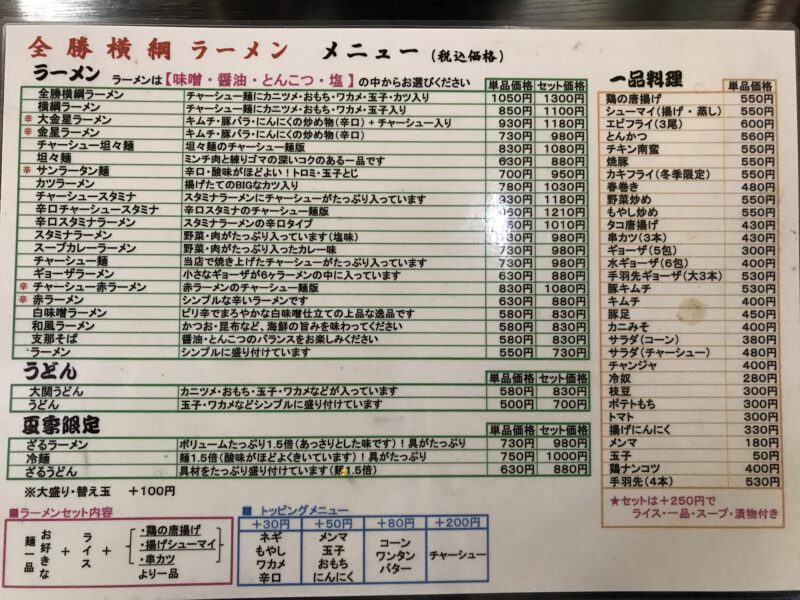 全勝横綱ラーメン メニュー (税込価格)
ラーメン ラーメンは【味噌・醤油・とんこつ・塩】の中からお選びください 単品価格 セット価格
全勝横綱ラーメン チャーシュー麺にカニツメ・おもち・ワカメ・玉子・カツ入り 1050円 1300円
横綱ラーメン チャーシュー麺にカニツメ・おもち・ワカメ・玉子入り 850円 1100円
辛 大金星ラーメン キムチ・豚バラ・にんにくの炒め物(辛口)+チャーシュー入り 930円 1180円
辛 金星ラーメン キムチ・豚バラ・にんにくの炒め物(辛口) 730円 980円
チャーシュー坦々麺 坦々麺のチャーシュー麺版 830円 1080円
坦々麺 ミンチ肉と練りゴマの深いコクのある一品です 630円 880円
辛 サンラータン麺 辛口・酸味がほどよい!トロミ・玉子とじ 700円 950円
カツラーメン 揚げたてのBIGなカツ入り 780円 1030円
チャーシュースタミナ スタミナラーメンにチャーシューがたっぷり入っています 930円 1180円
辛口チャーシュースタミナ 辛口スタミナのチャーシュー麺版 960円 1210円
辛口スタミナラーメン スタミナラーメンの辛口タイプ 760円 1010円
スタミナラーメン 野菜・肉がたっぷり入っています(塩味) 730円 980円
スープカレーラーメン 野菜・肉がたっぷり入ったカレー味 730円 980円
チャーシュー麺 当店で焼き上げたチャーシューがたっぷり入っています 730円 980円
ギョーザラーメン 小さなギョーザが6ヶラーメンの中に入っています 630円 880円
辛 チャーシュー赤ラーメン 赤ラーメンのチャーシュー麺版 830円 1080円
辛 赤ラーメン シンプルな辛いラーメンです 630円 880円
白味噌ラーメン ピリ辛でまろやかな白味噌仕立ての上品な逸品です 580円 830円
和風ラーメン かつお・昆布など、海鮮の旨みを味わってください 580円 830円
支那そば 醤油・とんこつのバランスをお楽しみください 580円 830円
ラーメン シンプルに盛り付けています 550円 730円
うどん 単品価格 セット価格
大関うどん カニツメ・おもち・玉子・ワカメなどが入っています 580円 830円
うどん 玉子・ワカメなどシンプルに盛り付けています 500円 700円
夏季限定 単品価格 セット価格
ざるラーメン ボリュームたっぷり1.5倍(あっさりとした味です)!具がたっぷり 730円 980円
冷麺 麺1.5倍(酸味がほどよくきいています)!具がたっぷり 750円 1000円
ざるうどん 具材をたっぷり盛り付けています(麺1.5倍) 630円 880円
※大盛り・替え玉 +100円
■ラーメンセット内容
お好きな麺一品 + ライス + ・鶏の唐揚げ
・揚げシューマイ
・串カツ
より一品
■ トッピングメニュー
+30円 +50円 +80円 +200円
ネギ メンマ コーン チャーシュー
もやし 玉子 ワンタン
ワカメ おもち バター
辛口 にんにく
一品料理 単品価格
鶏の唐揚げ 550円
シューマイ(揚げ・蒸し) 550円
エビフライ(3尾) 600円
とんかつ 560円
チキン南蛮 550円
焼豚 550円
カキフライ(冬季限定) 550円
春巻き 480円
野菜炒め 550円
もやし炒め 550円
タコ唐揚げ 430円
串カツ(3本) 430円
ギョーザ(5包) 300円
水ギョーザ(6包) 400円
手羽先ギョーザ(大3本) 530円
豚キムチ 530円
キムチ 400円
豚足 450円
カニみそ 400円
サラダ(コーン) 380円
サラダ(チャーシュー) 480円
チャンジャ 400円
冷奴 280円
枝豆 300円
ポテトもち 300円
トマト 300円
揚げにんにく 330円
メンマ 180円
玉子 50円
鶏ナンコツ 400円
手羽先(4本) 530円
★セットは+250円で
ライス・一品・スープ・漬物付き